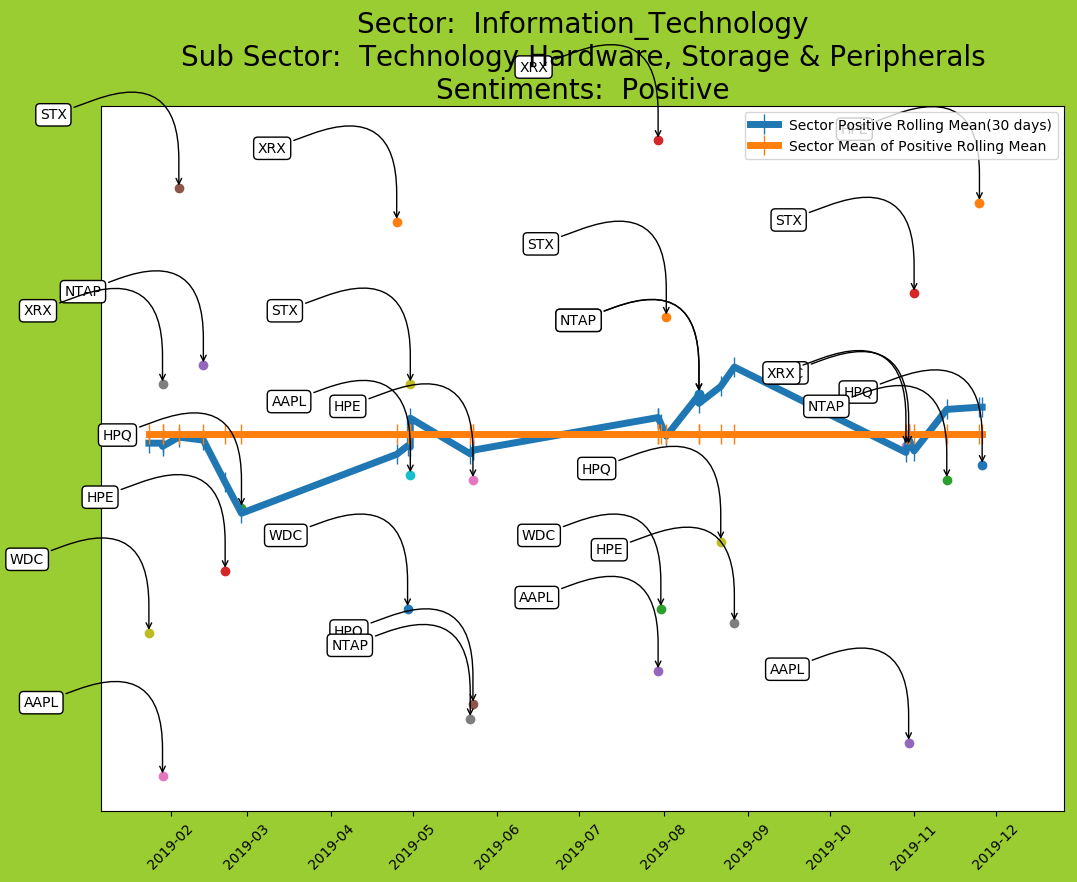 Sector:  Information_Technology
Sub Sector:  Technology Hardware, Storage & Peripherals
Sentiments:  Positive
XRX
STX
Sector Positive Rolling Mean(30 days)
Sector Mean of Positive Rolling Mean
XRX
STX
STX
NTAP
XRX
STX
NTAP
XRX
HPQ
AAPL
HPE
NTAP
HPQ
HPQ
HPE
WDC
WDC
HPE
WDC
AAPL
HPQ
NTAP
AAPL
AAPL
2019-02
2019-03
2019-04
2019-05
2019-06
2019-07
2019-08
2019-09
2019-10
2019-11
2019-12